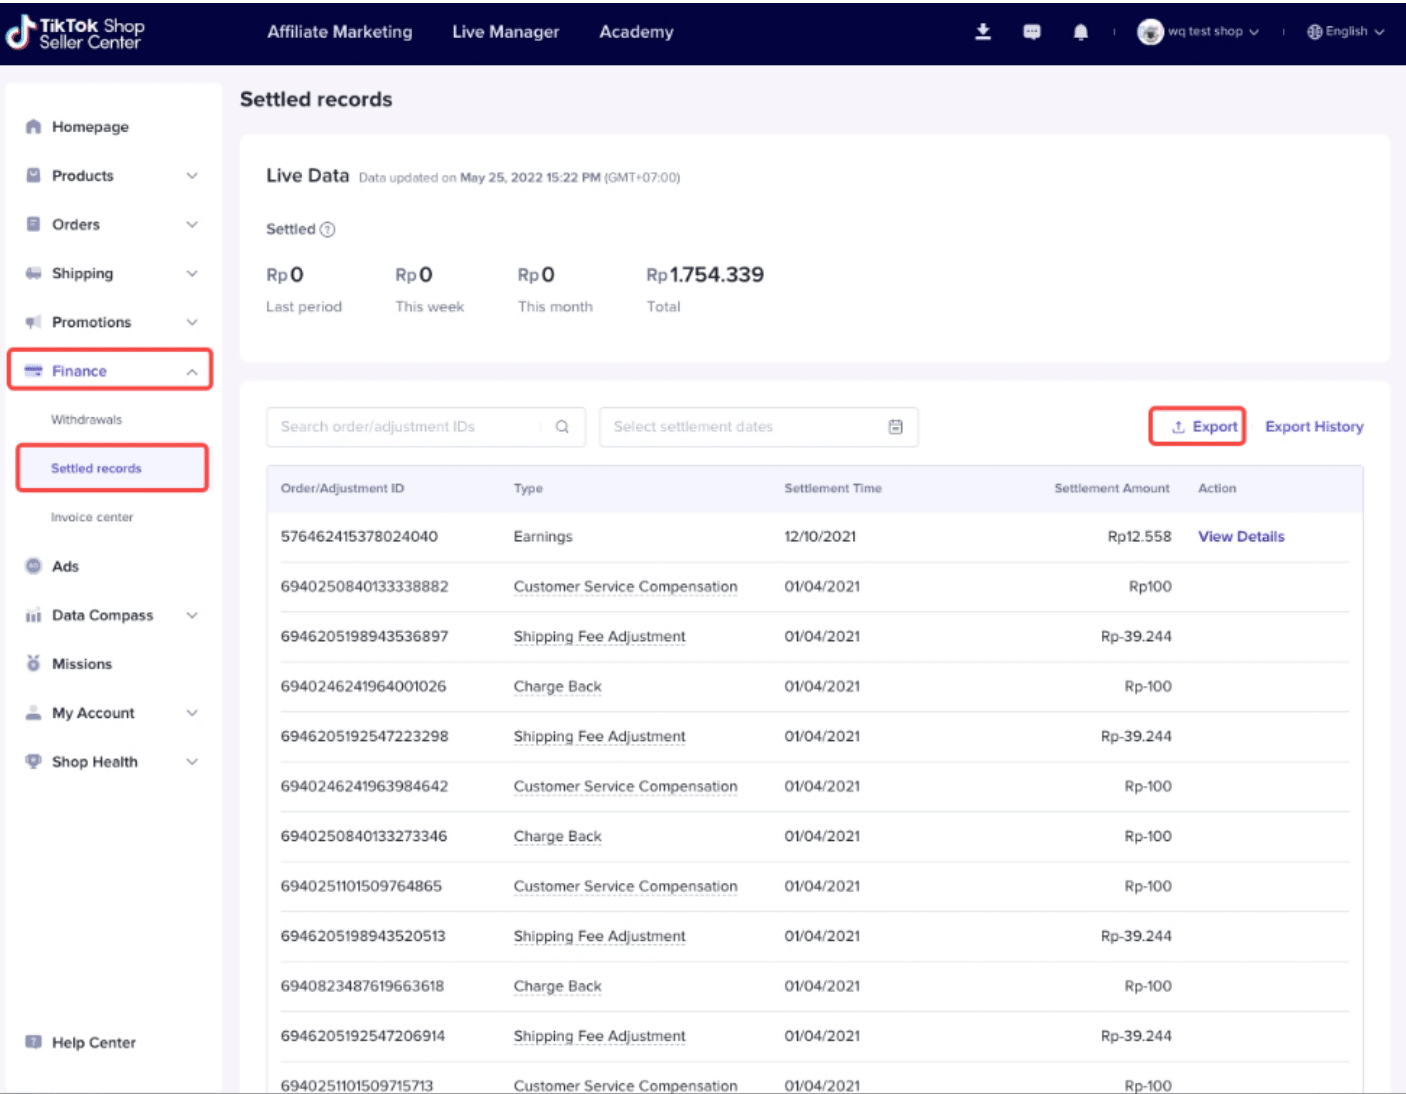 TikTok Shop
Seller Center
Affiliate Marketing
Live Manager
Academy
wq test shop
English
Homepage
Products
Orders
Shipping
Promotions
Finance
Withdrawals
Settled records
Invoice center
Ads
Data Compass
Missions
My Account
Shop Health
Help Center
Settled records
Live Data Data updated on May 25, 2022 15:22 PM (GMT+07:00)
Settled ?
Rp0 Rp0 Rp0 Rp1.754.339
Last period This week This month Total
Search order/adjustment IDs
Select settlement dates
Export
Export History
Order/Adjustment ID Type Settlement Time Settlement Amount Action
576462415378024040 Earnings 12/10/2021 Rp12.558 View Details
6940250840133338882 Customer Service Compensation 01/04/2021 Rp100
6946205198943536897 Shipping Fee Adjustment 01/04/2021 Rp-39.244
6940246241964001026 Charge Back 01/04/2021 Rp-100
6946205192547223298 Shipping Fee Adjustment 01/04/2021 Rp-39.244
6940246241963984642 Customer Service Compensation 01/04/2021 Rp-100
6940250840133273346 Charge Back 01/04/2021 Rp-100
6940251101509764865 Customer Service Compensation 01/04/2021 Rp-100
6946205198943520513 Shipping Fee Adjustment 01/04/2021 Rp-39.244
6940823487619663618 Charge Back 01/04/2021 Rp-100
6946205192547206914 Shipping Fee Adjustment 01/04/2021 Rp-39.244
6940251101509715713 Customer Service Compensation 01/04/2021 Rp-100